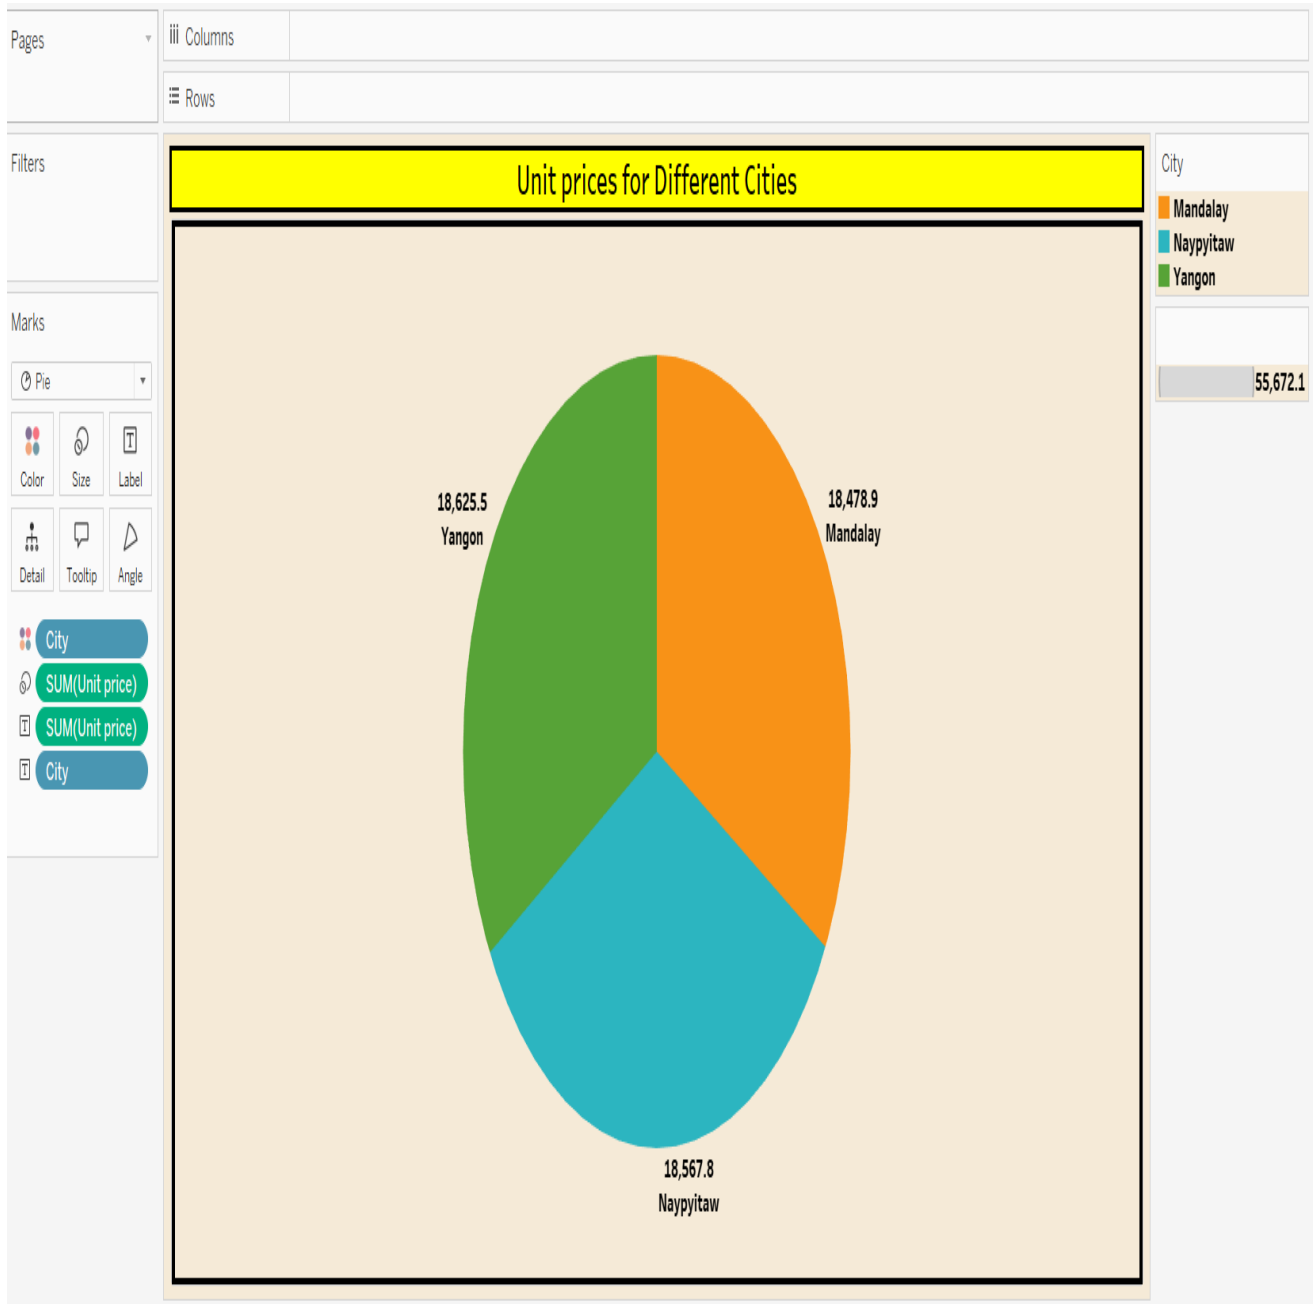 Pages
Columns
Rows
Filters
Marks
Pie
Color
Size
Label
Detail
Tooltip
Angle
City
SUM(Unit price)
SUM(Unit price)
City
Unit prices for Different Cities
18,625.5
Yangon
18,478.9
Mandalay
18,567.8
Naypyitaw
City
Mandalay
Naypyitaw
Yangon
55,672.1